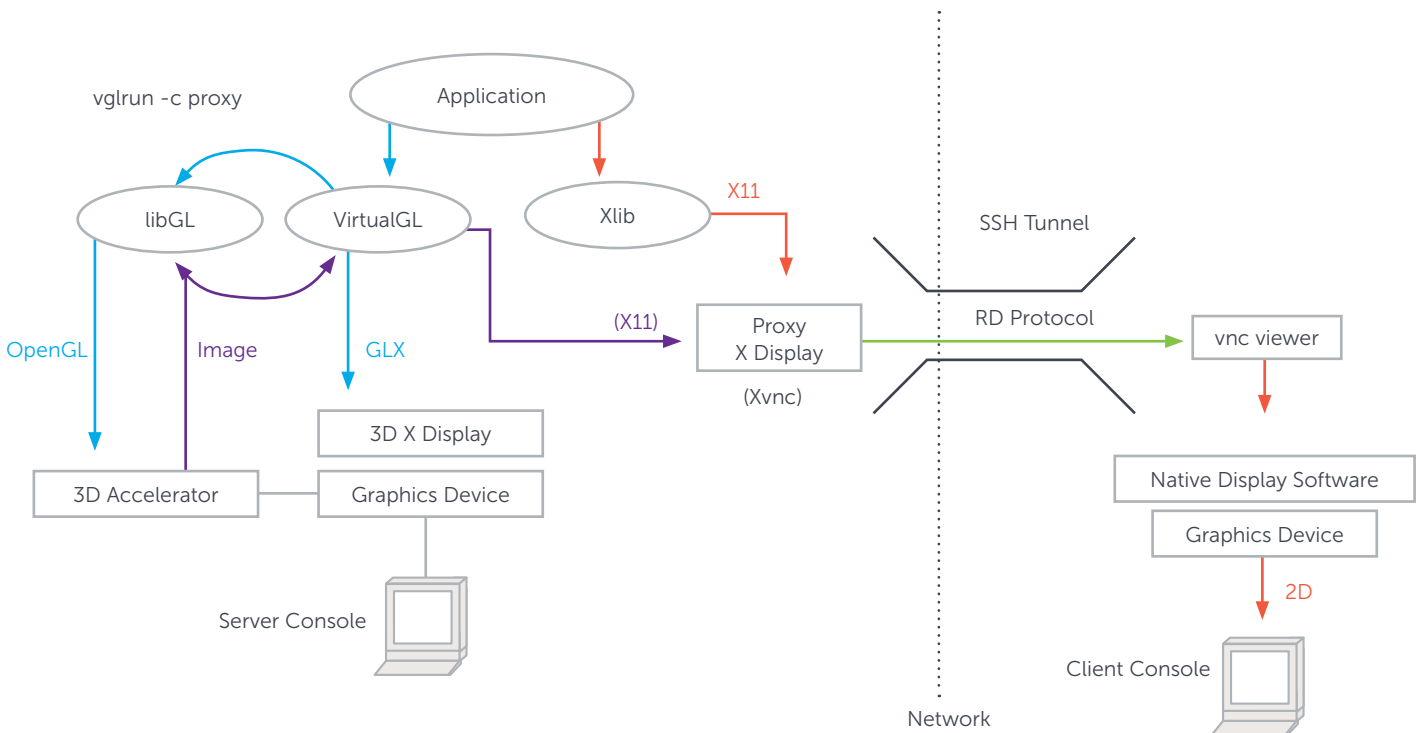 vglrun -c proxy
Application
libGL
VirtualGL
Xlib
X11
SSH Tunnel
OpenGL
Image
GLX
(X11)
Proxy
X Display
(Xvnc)
RD Protocol
vnc viewer
3D X Display
3D Accelerator
Graphics Device
Native Display Software
Graphics Device
2D
Server Console
Client Console
Network